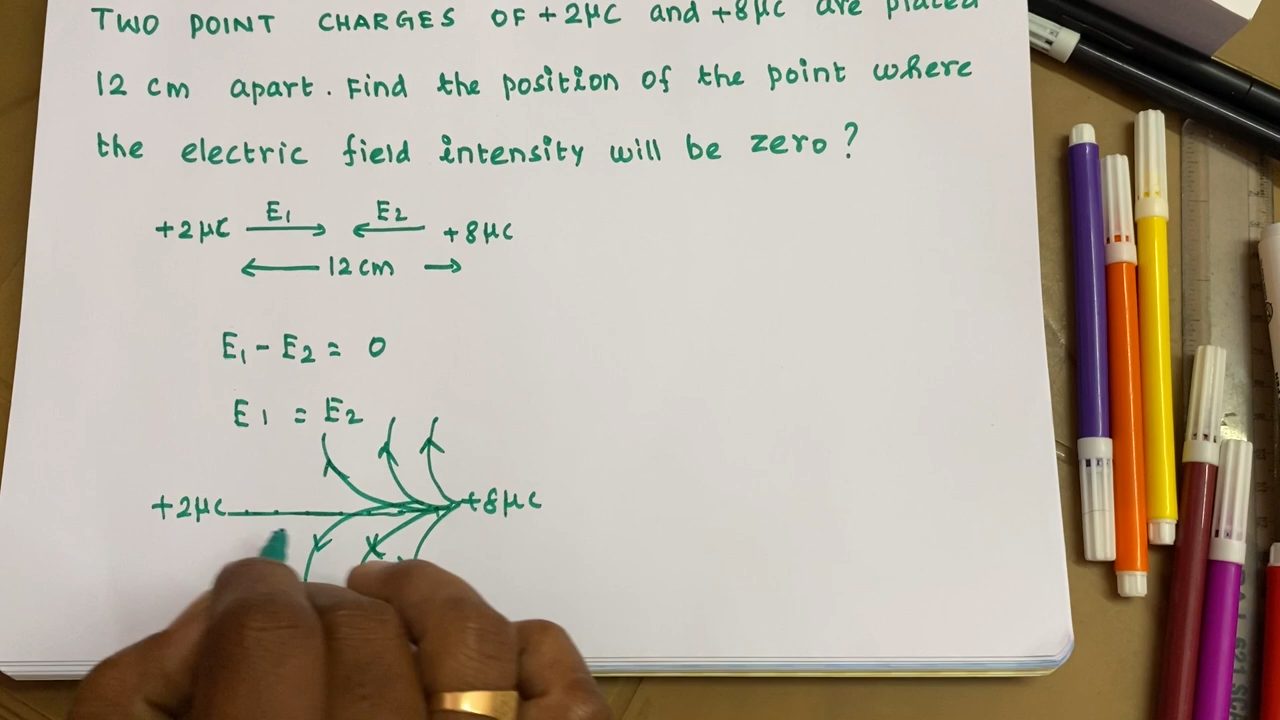 TWO POINT CHARGES OF +2μC and +8μC are placed
12 cm apart. Find the position of the point where
the electric field intensity will be zero?
E1 E2
+2μC +8μC
12 cm
E1 - E2 = 0
E1 = E2
+2μC +8μC